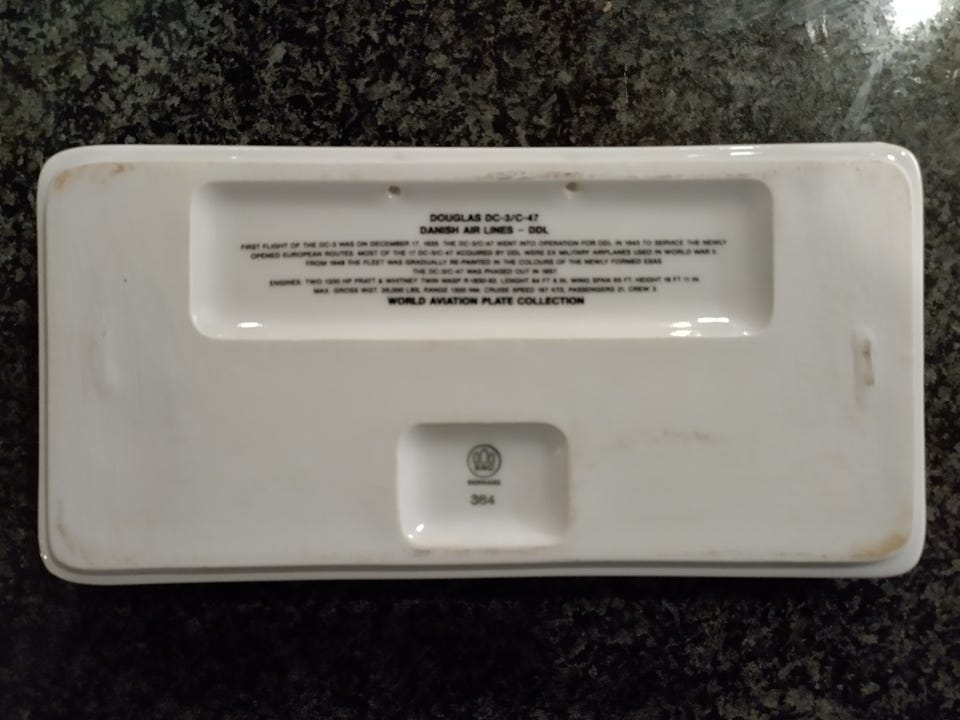 DOUGLAS DC-3/C-47
DANISH AIR LINES - DDL
FIRST FLIGHT OF THE DC-3 WAS ON DECEMBER 17, 1935. THE DC-3/C-47 WENT INTO OPERATION FOR DDL IN 1945 TO SERVICE THE NEWLY
OPENED EUROPEAN ROUTES. MOST OF THE 17 DC-3/C-47 ACQUIRED BY DDL WERE EX MILITARY AIRPLANES USED IN WORLD WAR II.
FROM 1948 THE FLEET WAS GRADUALLY RE-PAINTED IN THE COLOURS OF THE NEWLY FORMED ESAS.
THE DC-3/C-47 WAS PHASED OUT IN 1957.
ENGINES: TWO 1200 HP PRATT & WHITNEY TWIN WASP LENGHT 64 FT 6 IN. WING SPAN 95 FT. HEIGHT 16 FT 11 IN.
MAX. GROSS WGT. LBS. RANGE 1300 NM. CRUISE SPEED 167 KTS. PASSENGERS 21. CREW 3.
WORLD AVIATION PLATE COLLECTION
364